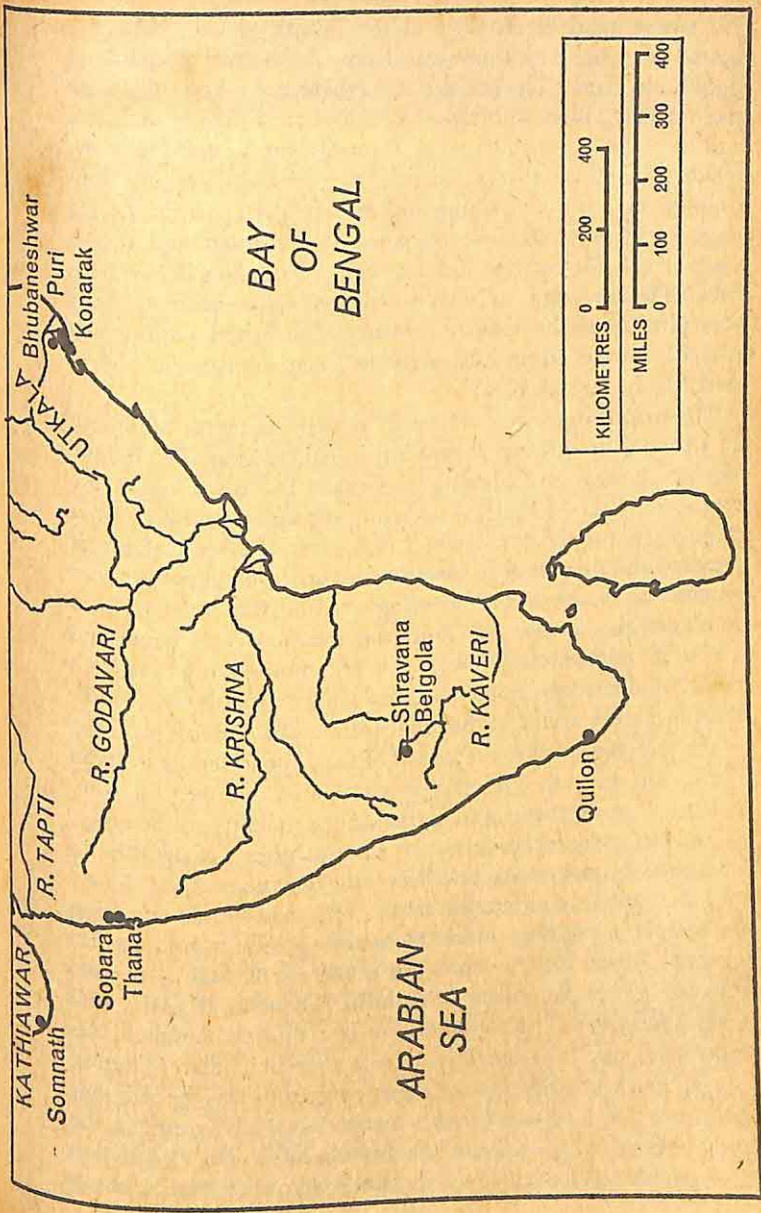 KATHIAWAR
Somnath
R. TAPTI
UTKALA
Bhubaneshwar
Puri
Konarak
Sopara
Thana
R. GODAVARI
R. KRISHNA
BAY
OF
BENGAL
ARABIAN
SEA
Shravana
Belgola
R. KAVERI
Quilon
KILOMETRES 0 200 400
MILES 0 100 200 300 400